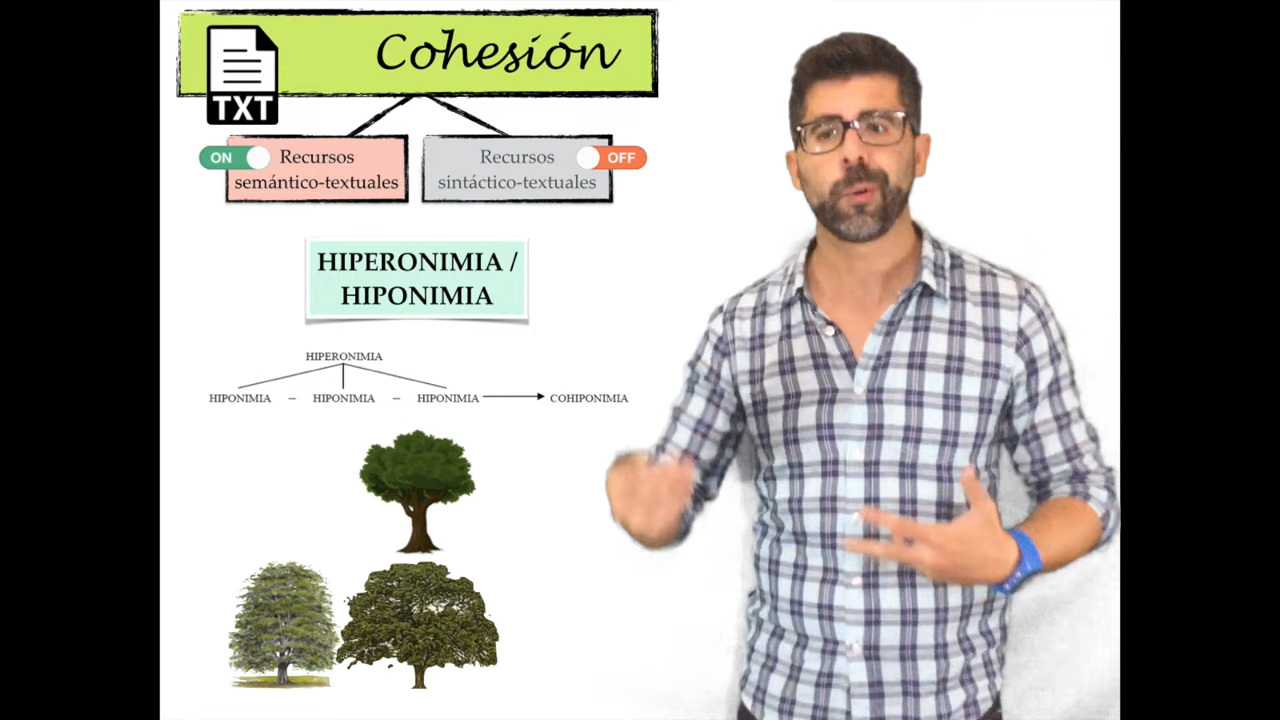 Cohesión
TXT
ON
Recursos
semántico-textuales
Recursos
sintáctico-textuales
OFF
HIPERONIMIA /
HIPONIMIA
HIPERONIMIA
HIPONIMIA – HIPONIMIA – HIPONIMIA COHIPONIMIA